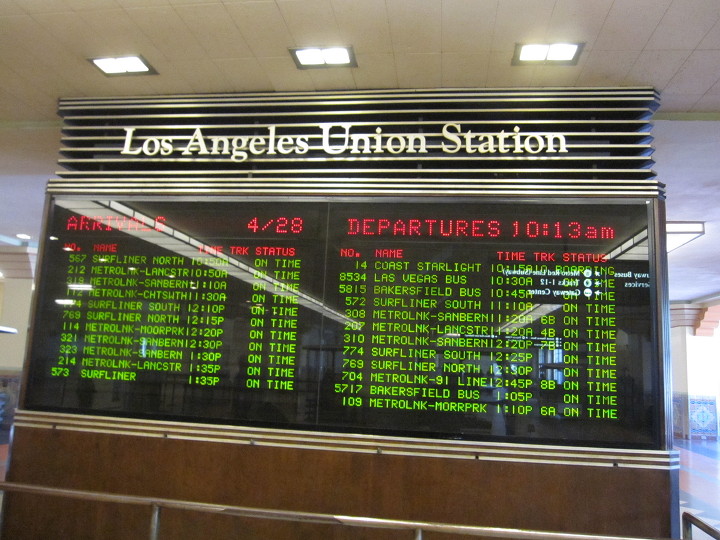 Los Angeles Union Station
ARRIVALS 4/28
NO. NAME TIME TRK STATUS
567 SURFLINER NORTH 10:50A ON TIME
212 METROLNK-LANCSTR 10:50A ON TIME
METROLNK-SANBERN 11:10A ON TIME
METROLNK-CHTSWTH 11:30A ON TIME
SURFLINER SOUTH 12:10P ON TIME
769 SURFLINER NORTH 12:15P ON TIME
114 METROLNK-MOORPRK 12:20P ON TIME
321 METROLNK-SANBERN 12:30P ON TIME
323 METROLNK-SANBERN 1:30P ON TIME
214 METROLNK-LANCSTR 1:35P ON TIME
573 SURFLINER 1:35P ON TIME
DEPARTURES 10:13am
NO. NAME TIME TRK STATUS
14 COAST STARLIGHT BOARDING
8534 LAS VEGAS BUS 10:30A ON TIME
5815 BAKERSFIELD BUS 10:45A ON TIME
572 SURFLINER SOUTH ON TIME
308 METROLNK-SANBERN 11:20A 6B ON TIME
207 METROLNK-LANCSTR 11:20A 4B ON TIME
310 METROLNK-SANBERN 12:20P ON TIME
774 SURFLINER SOUTH 12:25P ON TIME
769 SURFLINER NORTH 12:30P ON TIME
704 METROLNK-91 LINE 12:45P 8B ON TIME
5717 BAKERSFIELD BUS 1:05P ON TIME
109 METROLNK-MORRPRK 1:10P 6A ON TIME